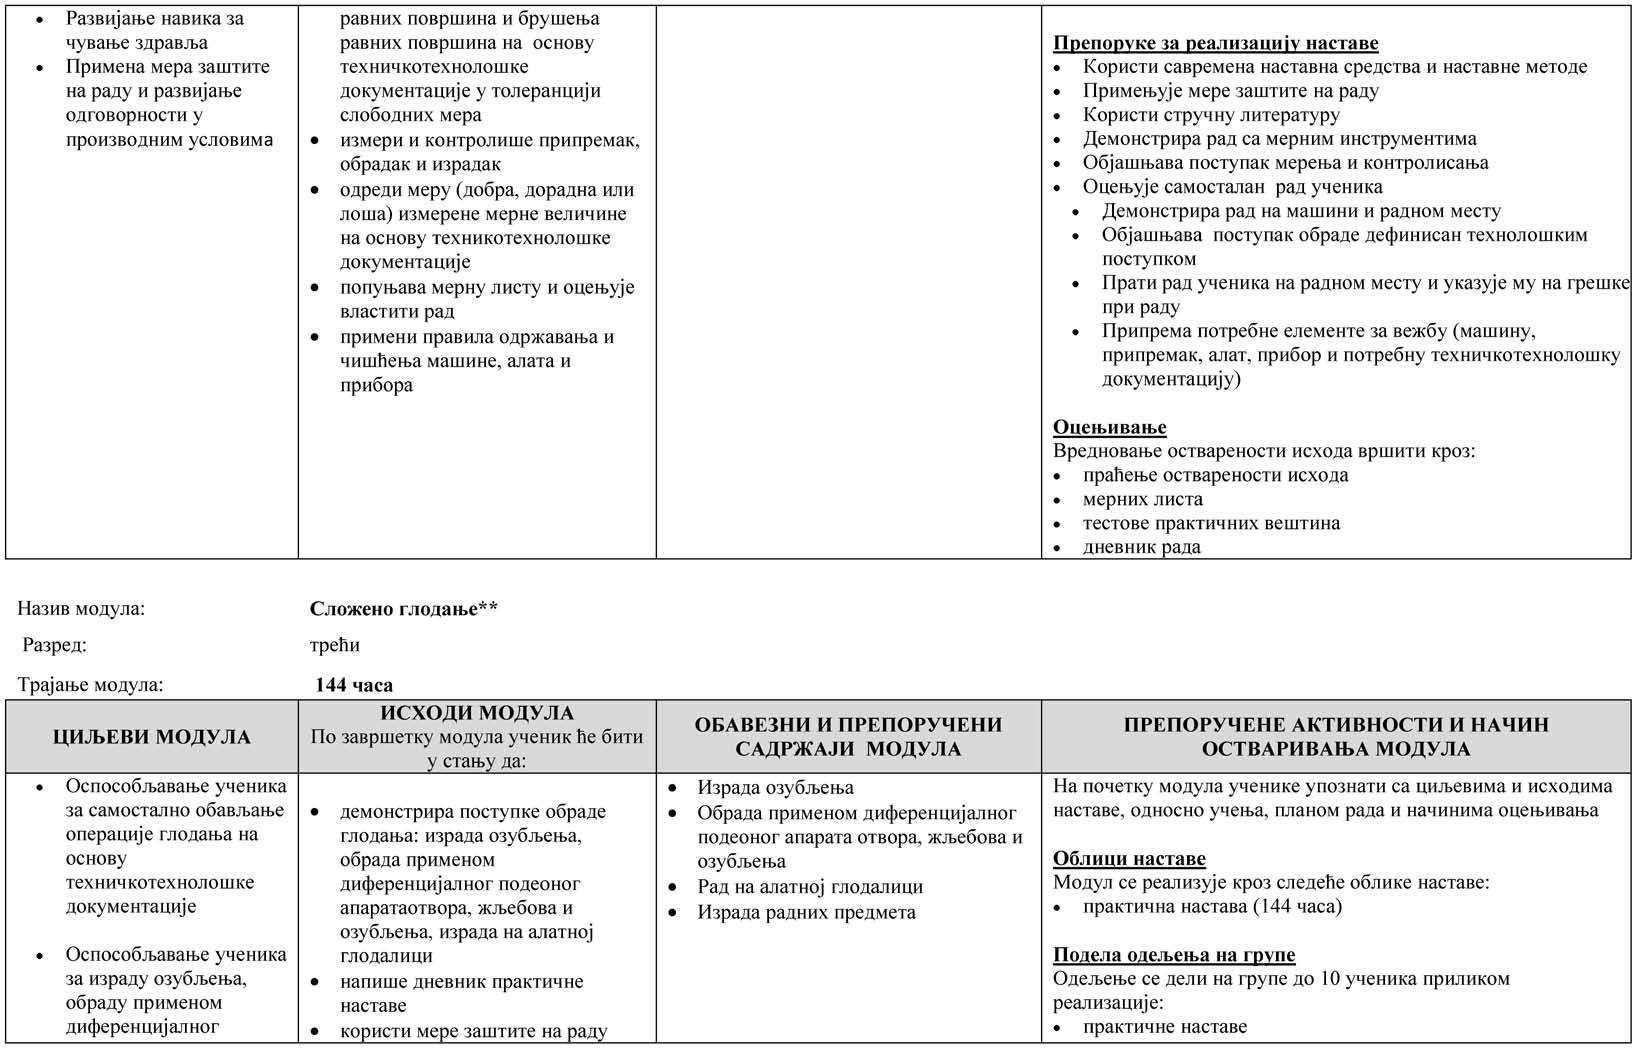 Развијање навика за
чување здравља
Примена мера заштите
на раду и развијање
одговорности у
производним условима
равних површина и брушења
равних површина на основу
техничкотехнолошке
документације у толеранцији
слободних мера
измери и контролише припремак,
обрадак и израдак
одреди меру (добра, дорадна или
лоша) измерене мерне величине
на основу техникотехнолошке
документације
попуњава мерну листу и оцењује
властити рад
примени правила одржавања и
чишћења машине, алата и
прибора
Препоруке за реализацију наставе
Користи савремена наставна средства и наставне методе
Примењује мере заштите на раду
Користи стручну литературу
Демонстрира рад са мерним инструментима
Објашњава поступак мерења и контролисања
Оцењује самосталан рад ученика
Демонстрира рад на машини и радном месту
Објашњава поступак обраде дефинисан технолошким
поступком
Прати рад ученика на радном месту и указује му на грешке
при раду
Припрема потребне елементе за вежбу (машину,
припремак, алат, прибор и потребну техничкотехнолошку
документацију)
Оцењивање
Вредновање остварености исхода вршити кроз:
праћење остварености исхода
мерних листа
тестове практичних вештина
дневник рада
Назив модула: Сложено глодање**
Разред: трећи
Трајање модула: 144 часа
ЦИЉЕВИ МОДУЛА
ИСХОДИ МОДУЛА
По завршетку модула ученик ће бити
у стању да:
ОБАВЕЗНИ И ПРЕПОРУЧЕНИ
САДРЖАЈИ МОДУЛА
ПРЕПОРУЧЕНЕ АКТИВНОСТИ И НАЧИН
ОСТВАРИВАЊА МОДУЛА
Оспособљавање ученика
за самостално обављање
операције глодања на
основу
техничкотехнолошке
документације
Оспособљавање ученика
за израду озубљења,
обраду применом
диференцијалног
демонстрира поступке обраде
глодања: израда озубљења,
обрада применом
диференцијалног подеоног
апаратаотвора, жљебова и
озубљења, израда на алатној
глодалици
напише дневник практичне
наставе
користи мере заштите на раду
Израда озубљења
Обрада применом диференцијалног
подеоног апарата отвора, жљебова и
озубљења
Рад на алатној глодалици
Израда радних предмета
На почетку модула ученике упознати са циљевима и исходима
наставе, односно учења, планом рада и начинима оцењивања
Облици наставе
Модул се реализује кроз следеће облике наставе:
практична настава (144 часа)
Подела одељења на групе
Одељење се дели на групе до 10 ученика приликом
реализације:
практичне наставе